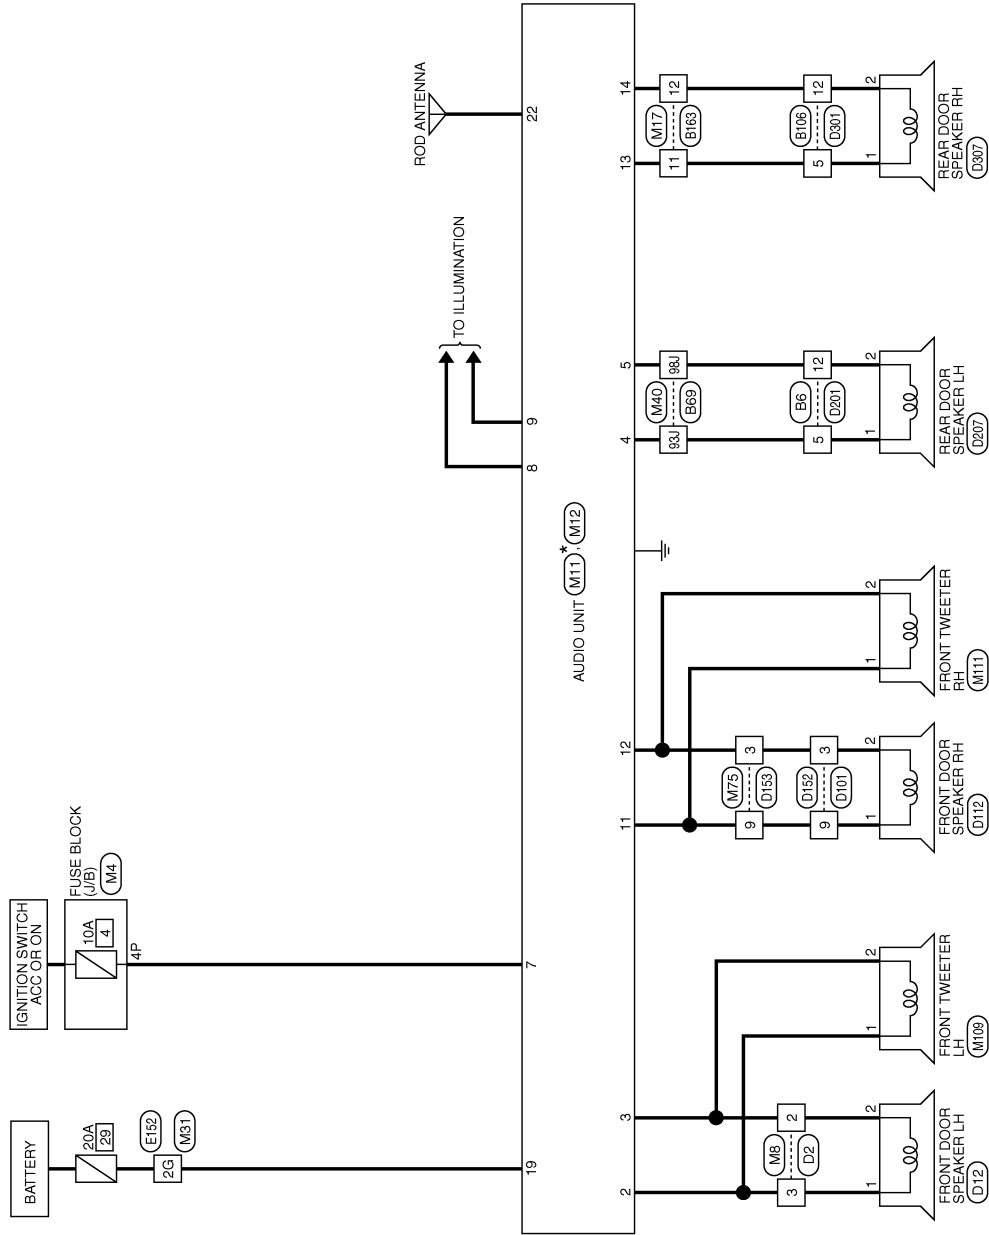 BATTERY
20A
29
E152
2G
M31
19
IGNITION SWITCH
ACC OR ON
FUSE BLOCK
(J/B)
M4
10A
4
4P
7
TO ILLUMINATION
8
9
ROD ANTENNA
22
AUDIO UNIT M11*, M12
2
3
11
12
4
5
13
14
M8
3
2
D2
M75
9
3
D153
D152
9
3
D101
M40
93J
98J
B69
B6
5
12
D201
M17
11
12
B163
B106
5
12
D301
1
2
1
2
1
2
1
2
1
2
1
2
FRONT DOOR
SPEAKER LH
D12
FRONT TWEETER
LH
M109
FRONT DOOR
SPEAKER RH
D112
FRONT TWEETER
RH
M111
REAR DOOR
SPEAKER LH
D207
REAR DOOR
SPEAKER RH
D307